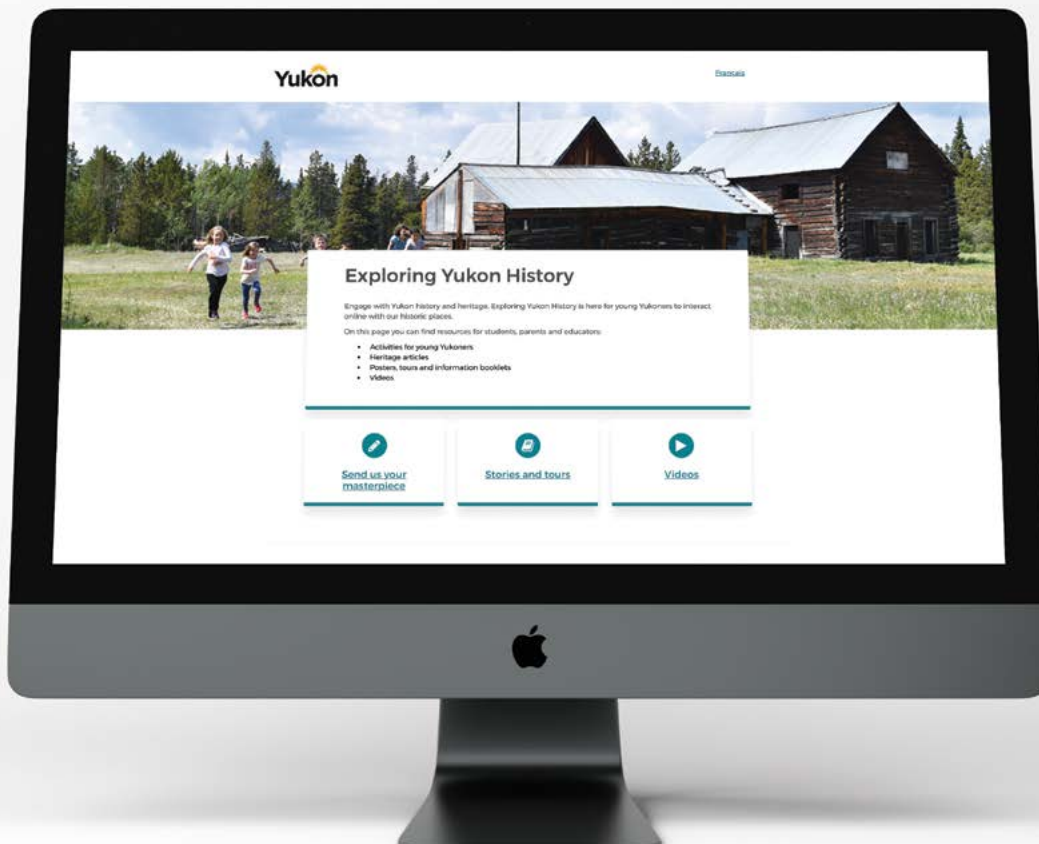 Yukon
Français
Exploring Yukon History
Engage with Yukon history and heritage. Exploring Yukon History is here for young Yukoners to interact
online with our historic places.
On this page you can find resources for students, parents and educators:
• Activities for young Yukoners
• Heritage articles
• Posters, tours and information booklets
• Videos
Send us your
masterpiece
Stories and tours
Videos